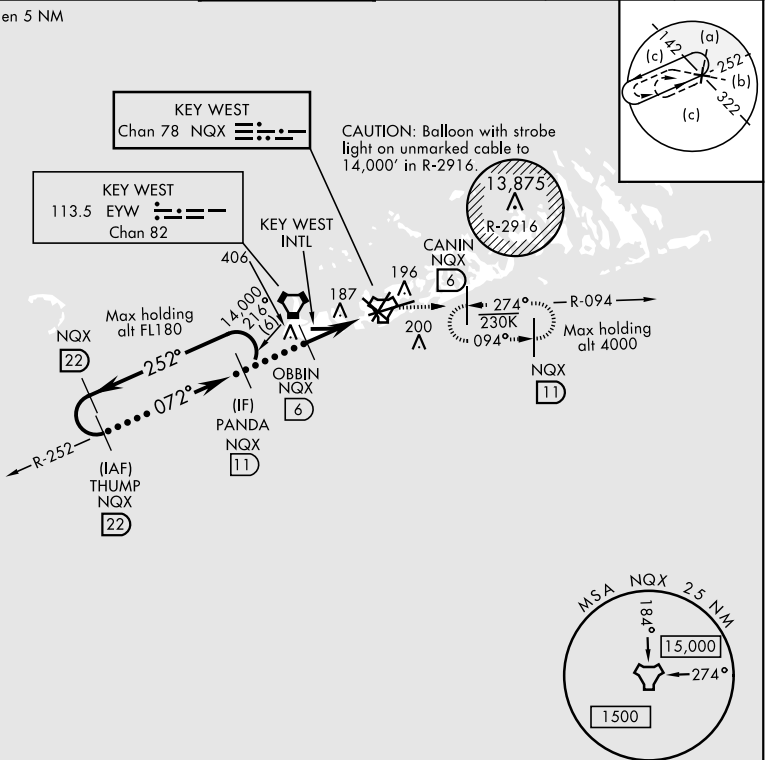 en 5 NM
142
(a)
(c)
252
(b)
322
(c)
KEY WEST
Chan 78 NQX
CAUTION: Balloon with strobe
light on unmarked cable to
14,000' in R-2916.
13,875
R-2916
KEY WEST
113.5 EYW
Chan 82
KEY WEST
INTL
406
CANIN
NQX
6
196
187
200
274°
230K
094°
R-094
Max holding
alt 4000
NQX
11
14,000
216°
(6)
Max holding
alt FL180
NQX
22
252°
072°
OBBIN
NQX
6
(IF)
PANDA
NQX
11
R-252
(IAF)
THUMP
NQX
22
MSA NQX 25 NM
184°
15,000
274°
1500